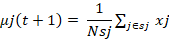 μj(t + 1) = 1/Nsj ∑j∈sj xj